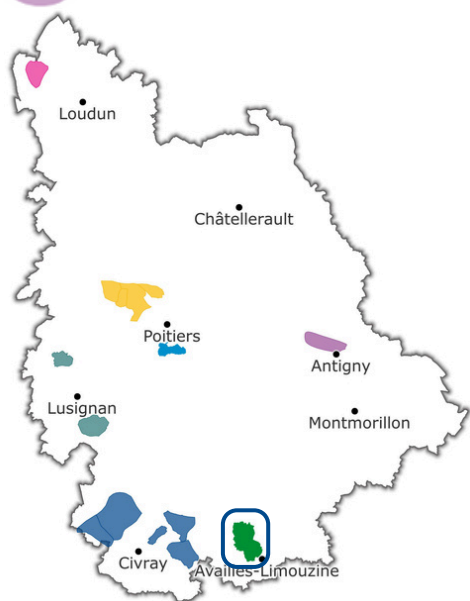 Loudun
Châtellerault
Poitiers
Antigny
Lusignan
Montmorillon
Civray
Availles-Limouzine